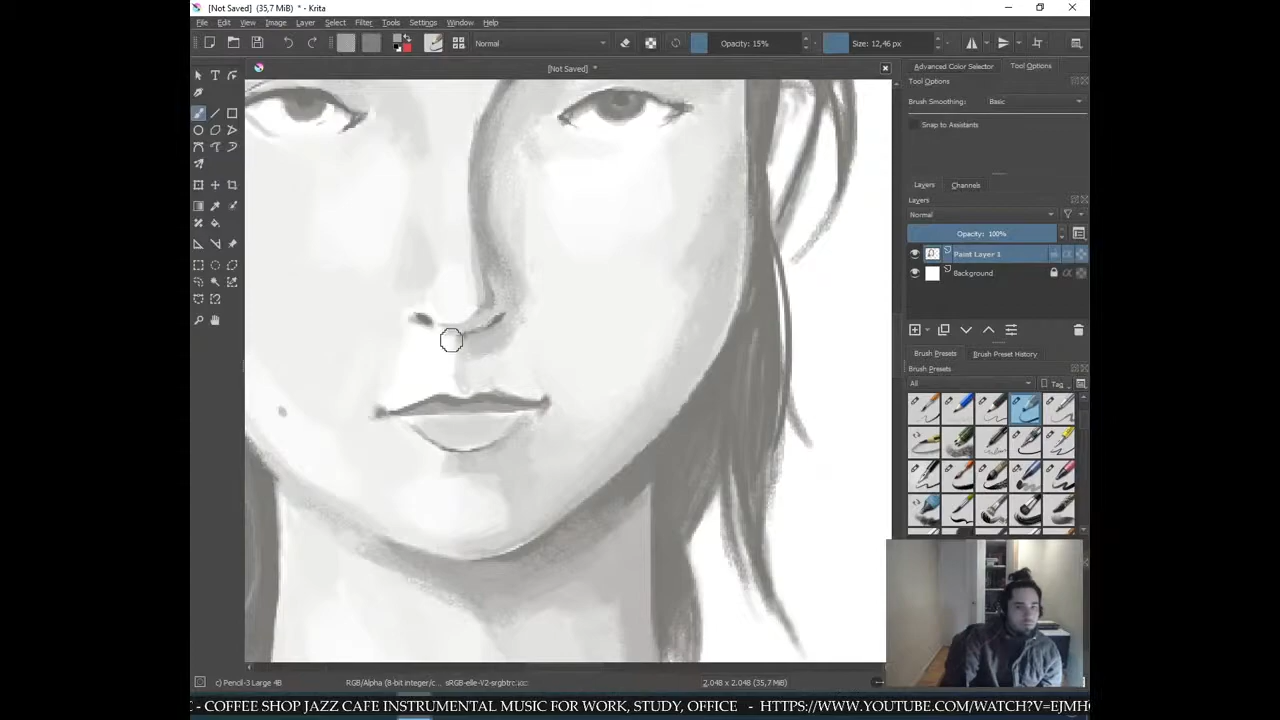 [Not Saved] (35,7 MiB) * - Krita
File Edit View Image Layer Select Filter Tools Settings Window Help
Normal Opacity: 15% Size: 12,46 px
[Not Saved] *
Advanced Color Selector Tool Options
Tool Options
Brush Smoothing: Basic
Snap to Assistants
Layers Channels
Layers
Normal
Opacity: 100%
Paint Layer 1
Background
Brush Presets Brush Preset History
Brush Presets
All Tag
c) Pencil-3 Large 4B RGB/Alpha (8-bit integer/c... sRGB-elle-V2-srgbtrc.icc 2.048 x 2.048 (35,7 MiB)
- COFFEE SHOP JAZZ CAFE INSTRUMENTAL MUSIC FOR WORK, STUDY, OFFICE - HTTPS://WWW.YOUTUBE.COM/WATCH?V=EJMH